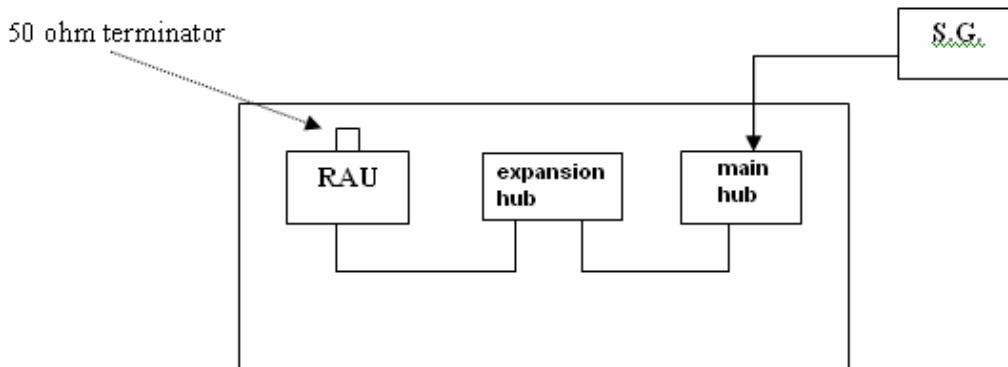 50 ohm terminator
S.G.
RAU
expansion
hub
main
hub